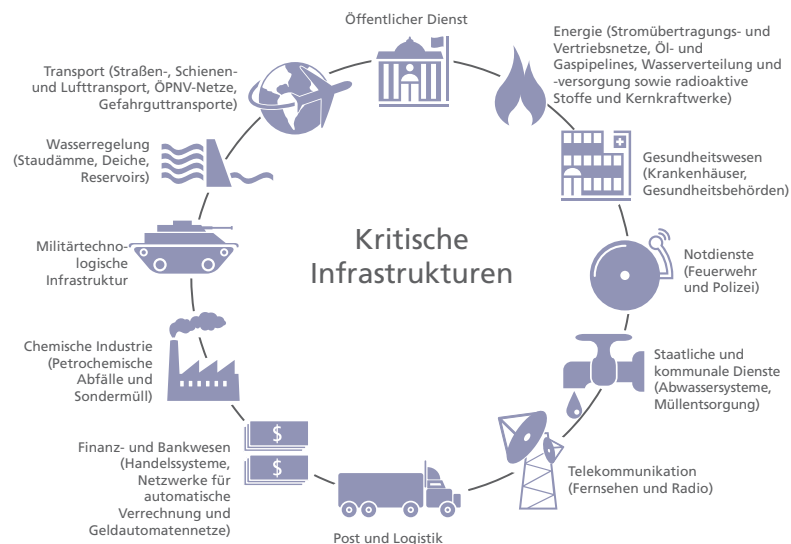 Öffentlicher Dienst
Energie (Stromübertragungs- und
Vertriebsnetze, Öl- und
Gaspipelines, Wasserverteilung und
-versorgung sowie radioaktive
Stoffe und Kernkraftwerke)
Gesundheitswesen
(Krankenhäuser,
Gesundheitsbehörden)
Notdienste
(Feuerwehr
und Polizei)
Staatliche und
kommunale Dienste
(Abwassersysteme,
Müllentsorgung)
Telekommunikation
(Fernsehen und Radio)
Post und Logistik
$
$
Finanz- und Bankwesen
(Handelssysteme,
Netzwerke für
automatische
Verrechnung und
Geldautomatennetze)
Chemische Industrie
(Petrochemische
Abfälle und
Sondermüll)
Militärtechno-
logische
Infrastruktur
Wasserregelung
(Staudämme, Deiche,
Reservoirs)
Transport (Straßen-, Schienen-
und Lufttransport, ÖPNV-Netze,
Gefahrguttransporte)
Kritische
Infrastrukturen